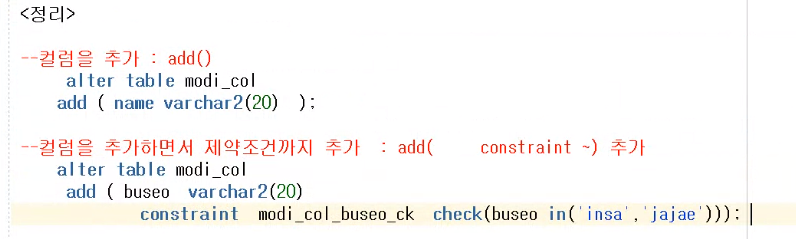 <정리>
--컬럼을 추가 : add()
alter table modi_col
add ( name varchar2(20) );
--컬럼을 추가하면서 제약조건까지 추가 : add( constraint ~) 추가
alter table modi_col
add ( buseo varchar2(20)
constraint modi_col_buseo_ck check(buseo in('insa','jajae')));